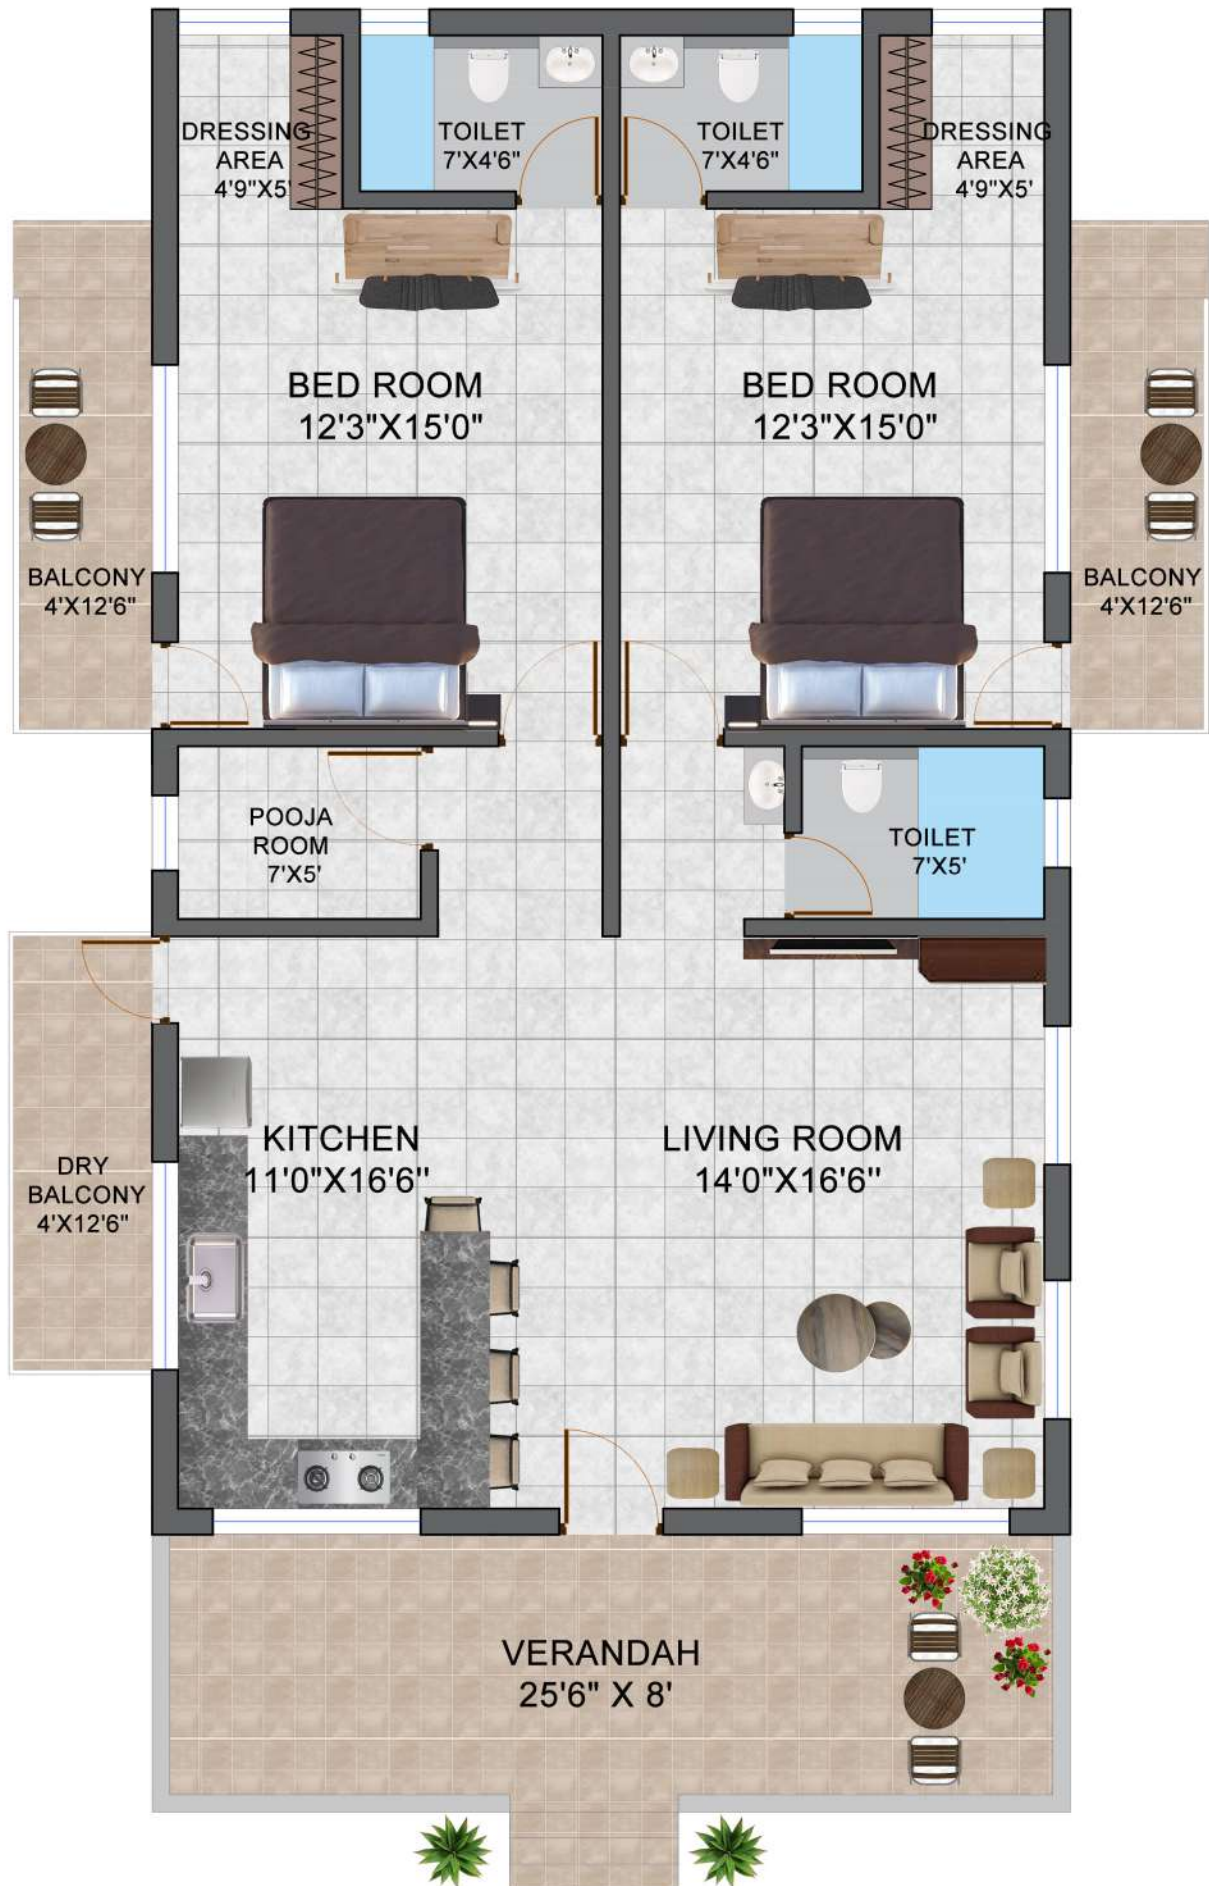 DRESSING
AREA
4'9"X5'
TOILET
7'X4'6"
TOILET
7'X4'6"
DRESSING
AREA
4'9"X5'
BED ROOM
12'3"X15'0"
BED ROOM
12'3"X15'0"
BALCONY
4'X12'6"
BALCONY
4'X12'6"
POOJA
ROOM
7'X5'
TOILET
7'X5'
KITCHEN
11'0"X16'6"
LIVING ROOM
14'0"X16'6"
DRY
BALCONY
4'X12'6"
VERANDAH
25'6" X 8'